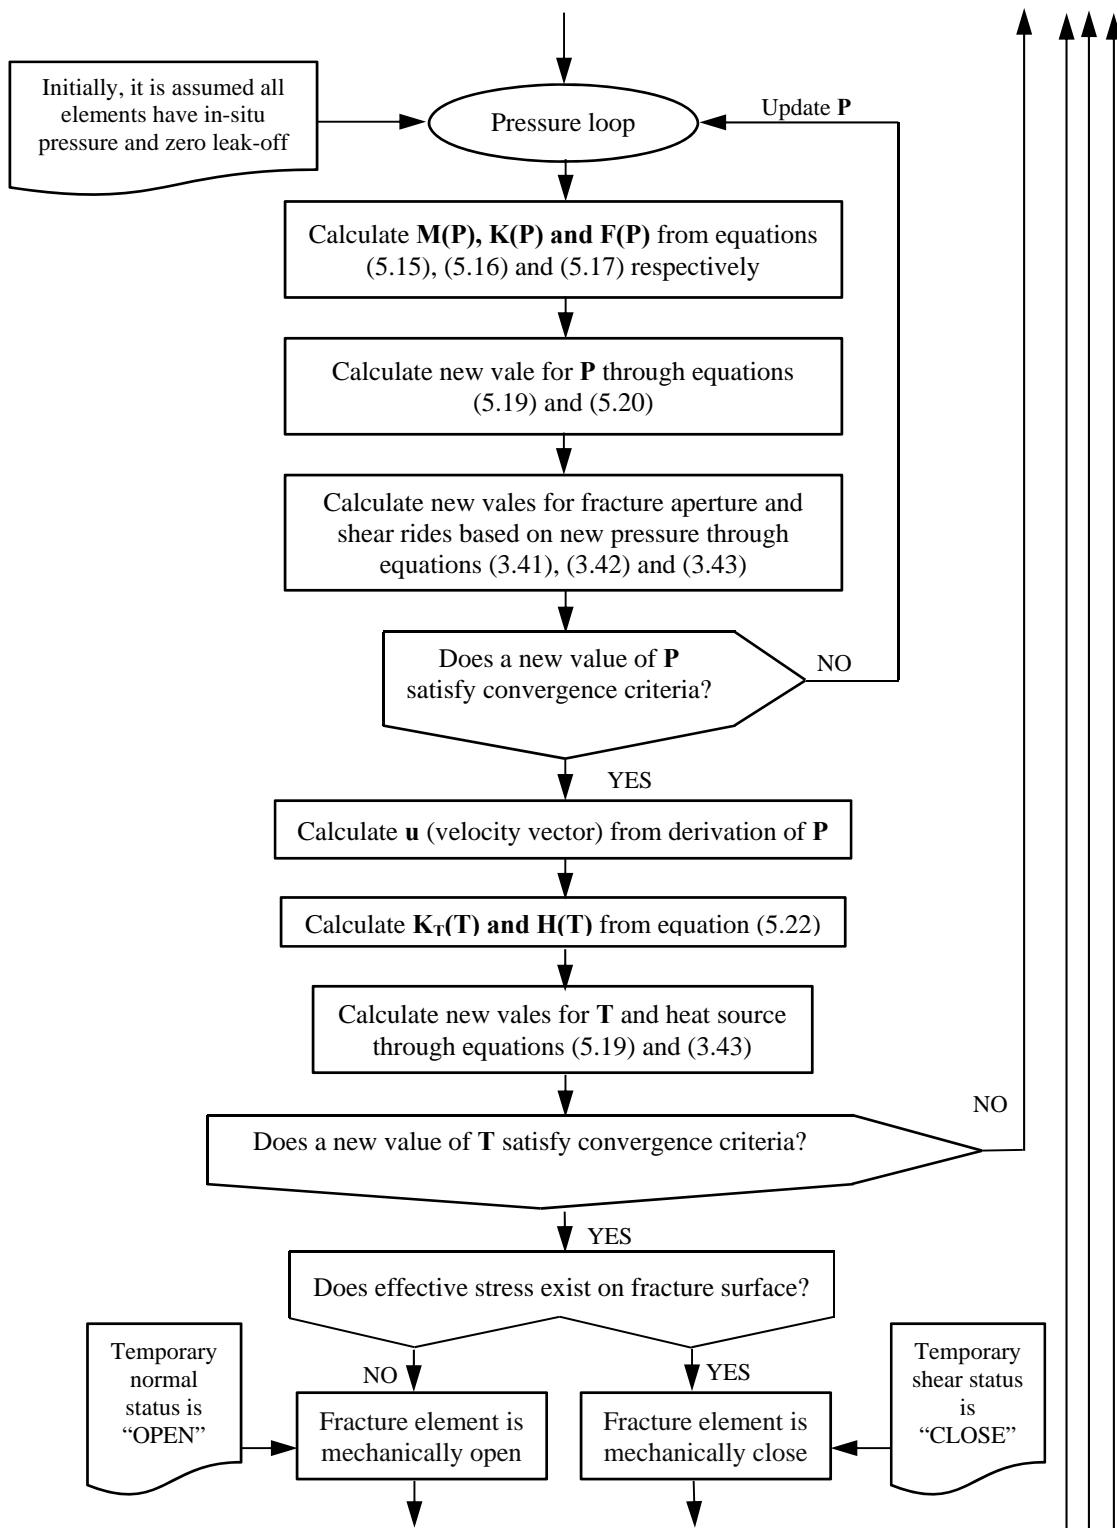 Initially, it is assumed all
elements have in-situ
pressure and zero leak-off
Pressure loop
Update P
Calculate M(P), K(P) and F(P) from equations
(5.15), (5.16) and (5.17) respectively
Calculate new vale for P through equations
(5.19) and (5.20)
Calculate new vales for fracture aperture and
shear rides based on new pressure through
equations (3.41), (3.42) and (3.43)
Does a new value of P
satisfy convergence criteria?
NO
YES
Calculate u (velocity vector) from derivation of P
Calculate K_T(T) and H(T) from equation (5.22)
Calculate new vales for T and heat source
through equations (5.19) and (3.43)
NO
Does a new value of T satisfy convergence criteria?
YES
Does effective stress exist on fracture surface?
Temporary
normal
status is
“OPEN”
NO
YES
Temporary
shear status
is
“CLOSE”
Fracture element is
mechanically open
Fracture element is
mechanically close